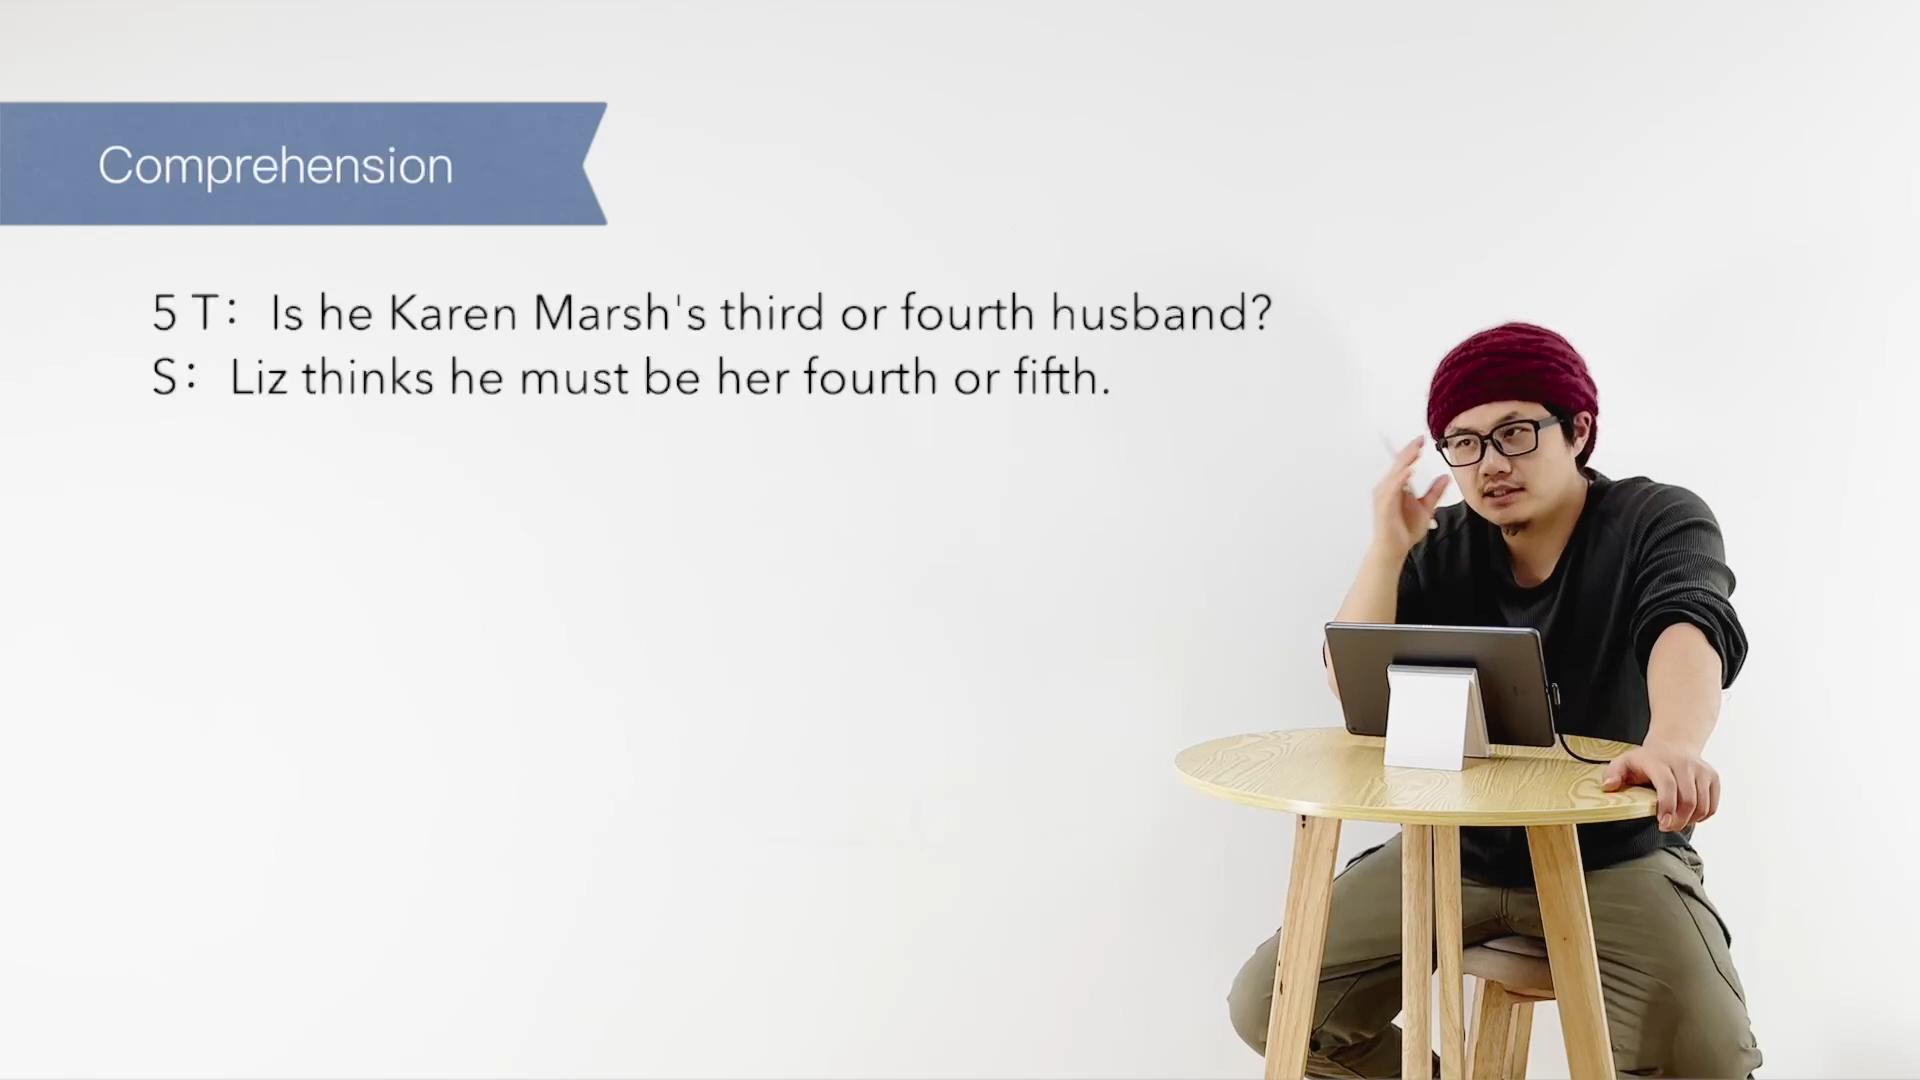 Comprehension
5 T： Is he Karen Marsh's third or fourth husband?
S： Liz thinks he must be her fourth or fifth.